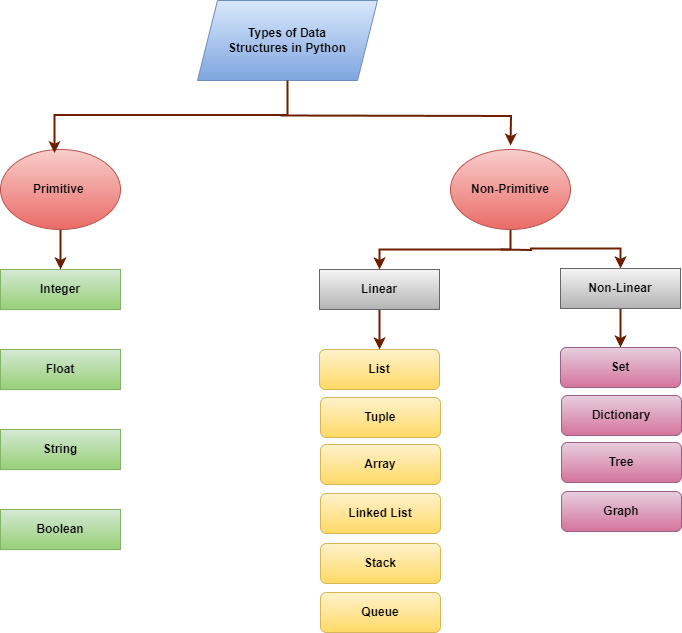 Types of Data
Structures in Python
Primitive
Non-Primitive
Integer
Linear
Non-Linear
Float
List
Set
Tuple
Dictionary
String
Array
Tree
Boolean
Linked List
Graph
Stack
Queue